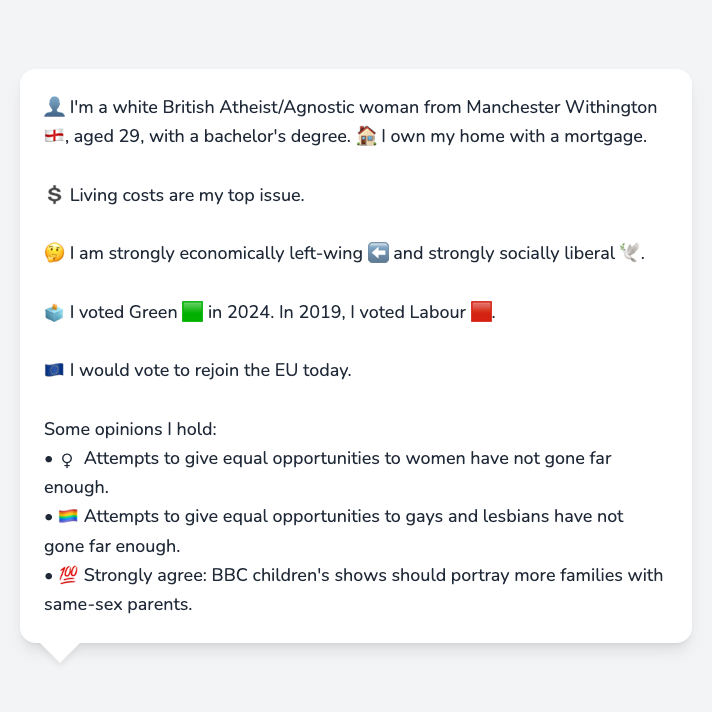 👤 I'm a white British Atheist/Agnostic woman from Manchester Withington
🏴󠁧󠁢󠁥󠁮󠁧󠁿, aged 29, with a bachelor's degree. 🏠 I own my home with a mortgage.
💲 Living costs are my top issue.
🤔 I am strongly economically left-wing ⬅️ and strongly socially liberal 🕊️.
🗳️ I voted Green 🟩 in 2024. In 2019, I voted Labour 🟥.
🇪🇺 I would vote to rejoin the EU today.
Some opinions I hold:
• ♀️ Attempts to give equal opportunities to women have not gone far
enough.
• 🏳️‍🌈 Attempts to give equal opportunities to gays and lesbians have not
gone far enough.
• 💯 Strongly agree: BBC children's shows should portray more families with
same-sex parents.